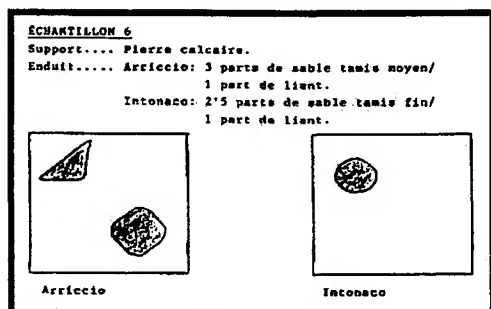 ÉCHANTILLON 6
Support.... Pierre calcaire.
Enduit..... Arriccio: 3 parts de sable tamis moyen/
1 part de liant.
Intonaco: 2'5 parts de sable tamis fin/
1 part de liant.
Arriccio
Intonaco